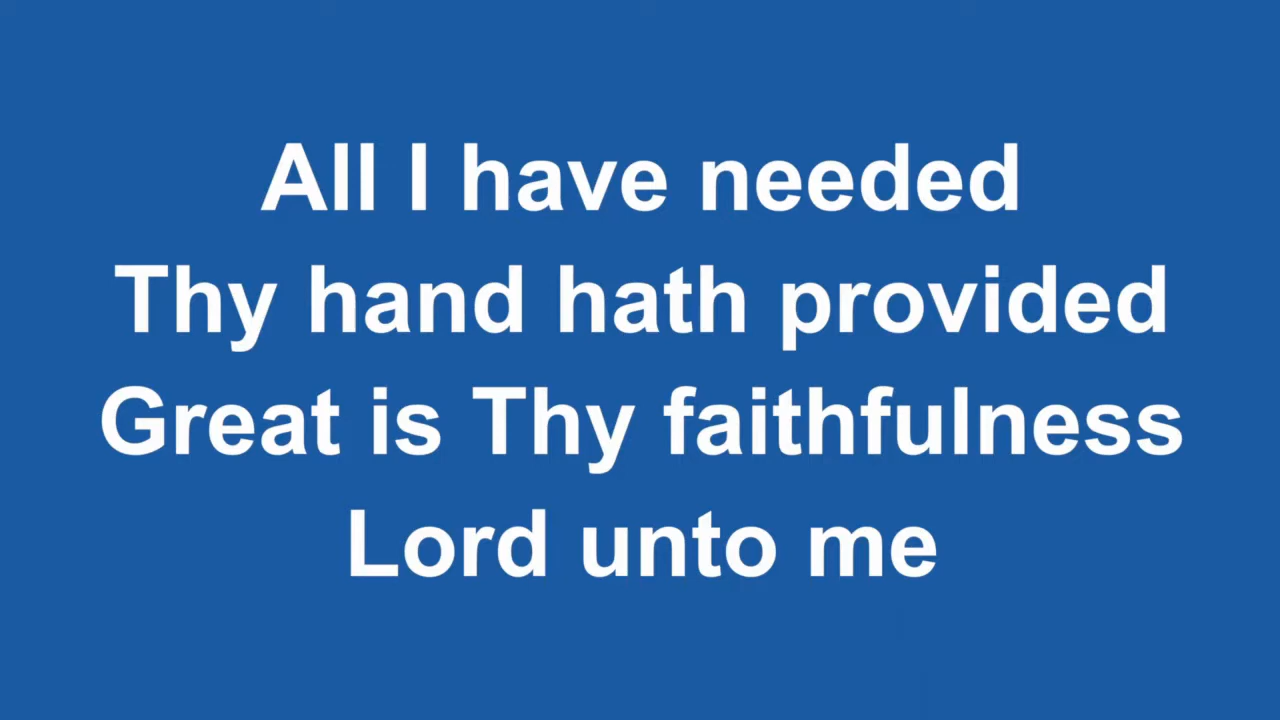 All I have needed
Thy hand hath provided
Great is Thy faithfulness
Lord unto me